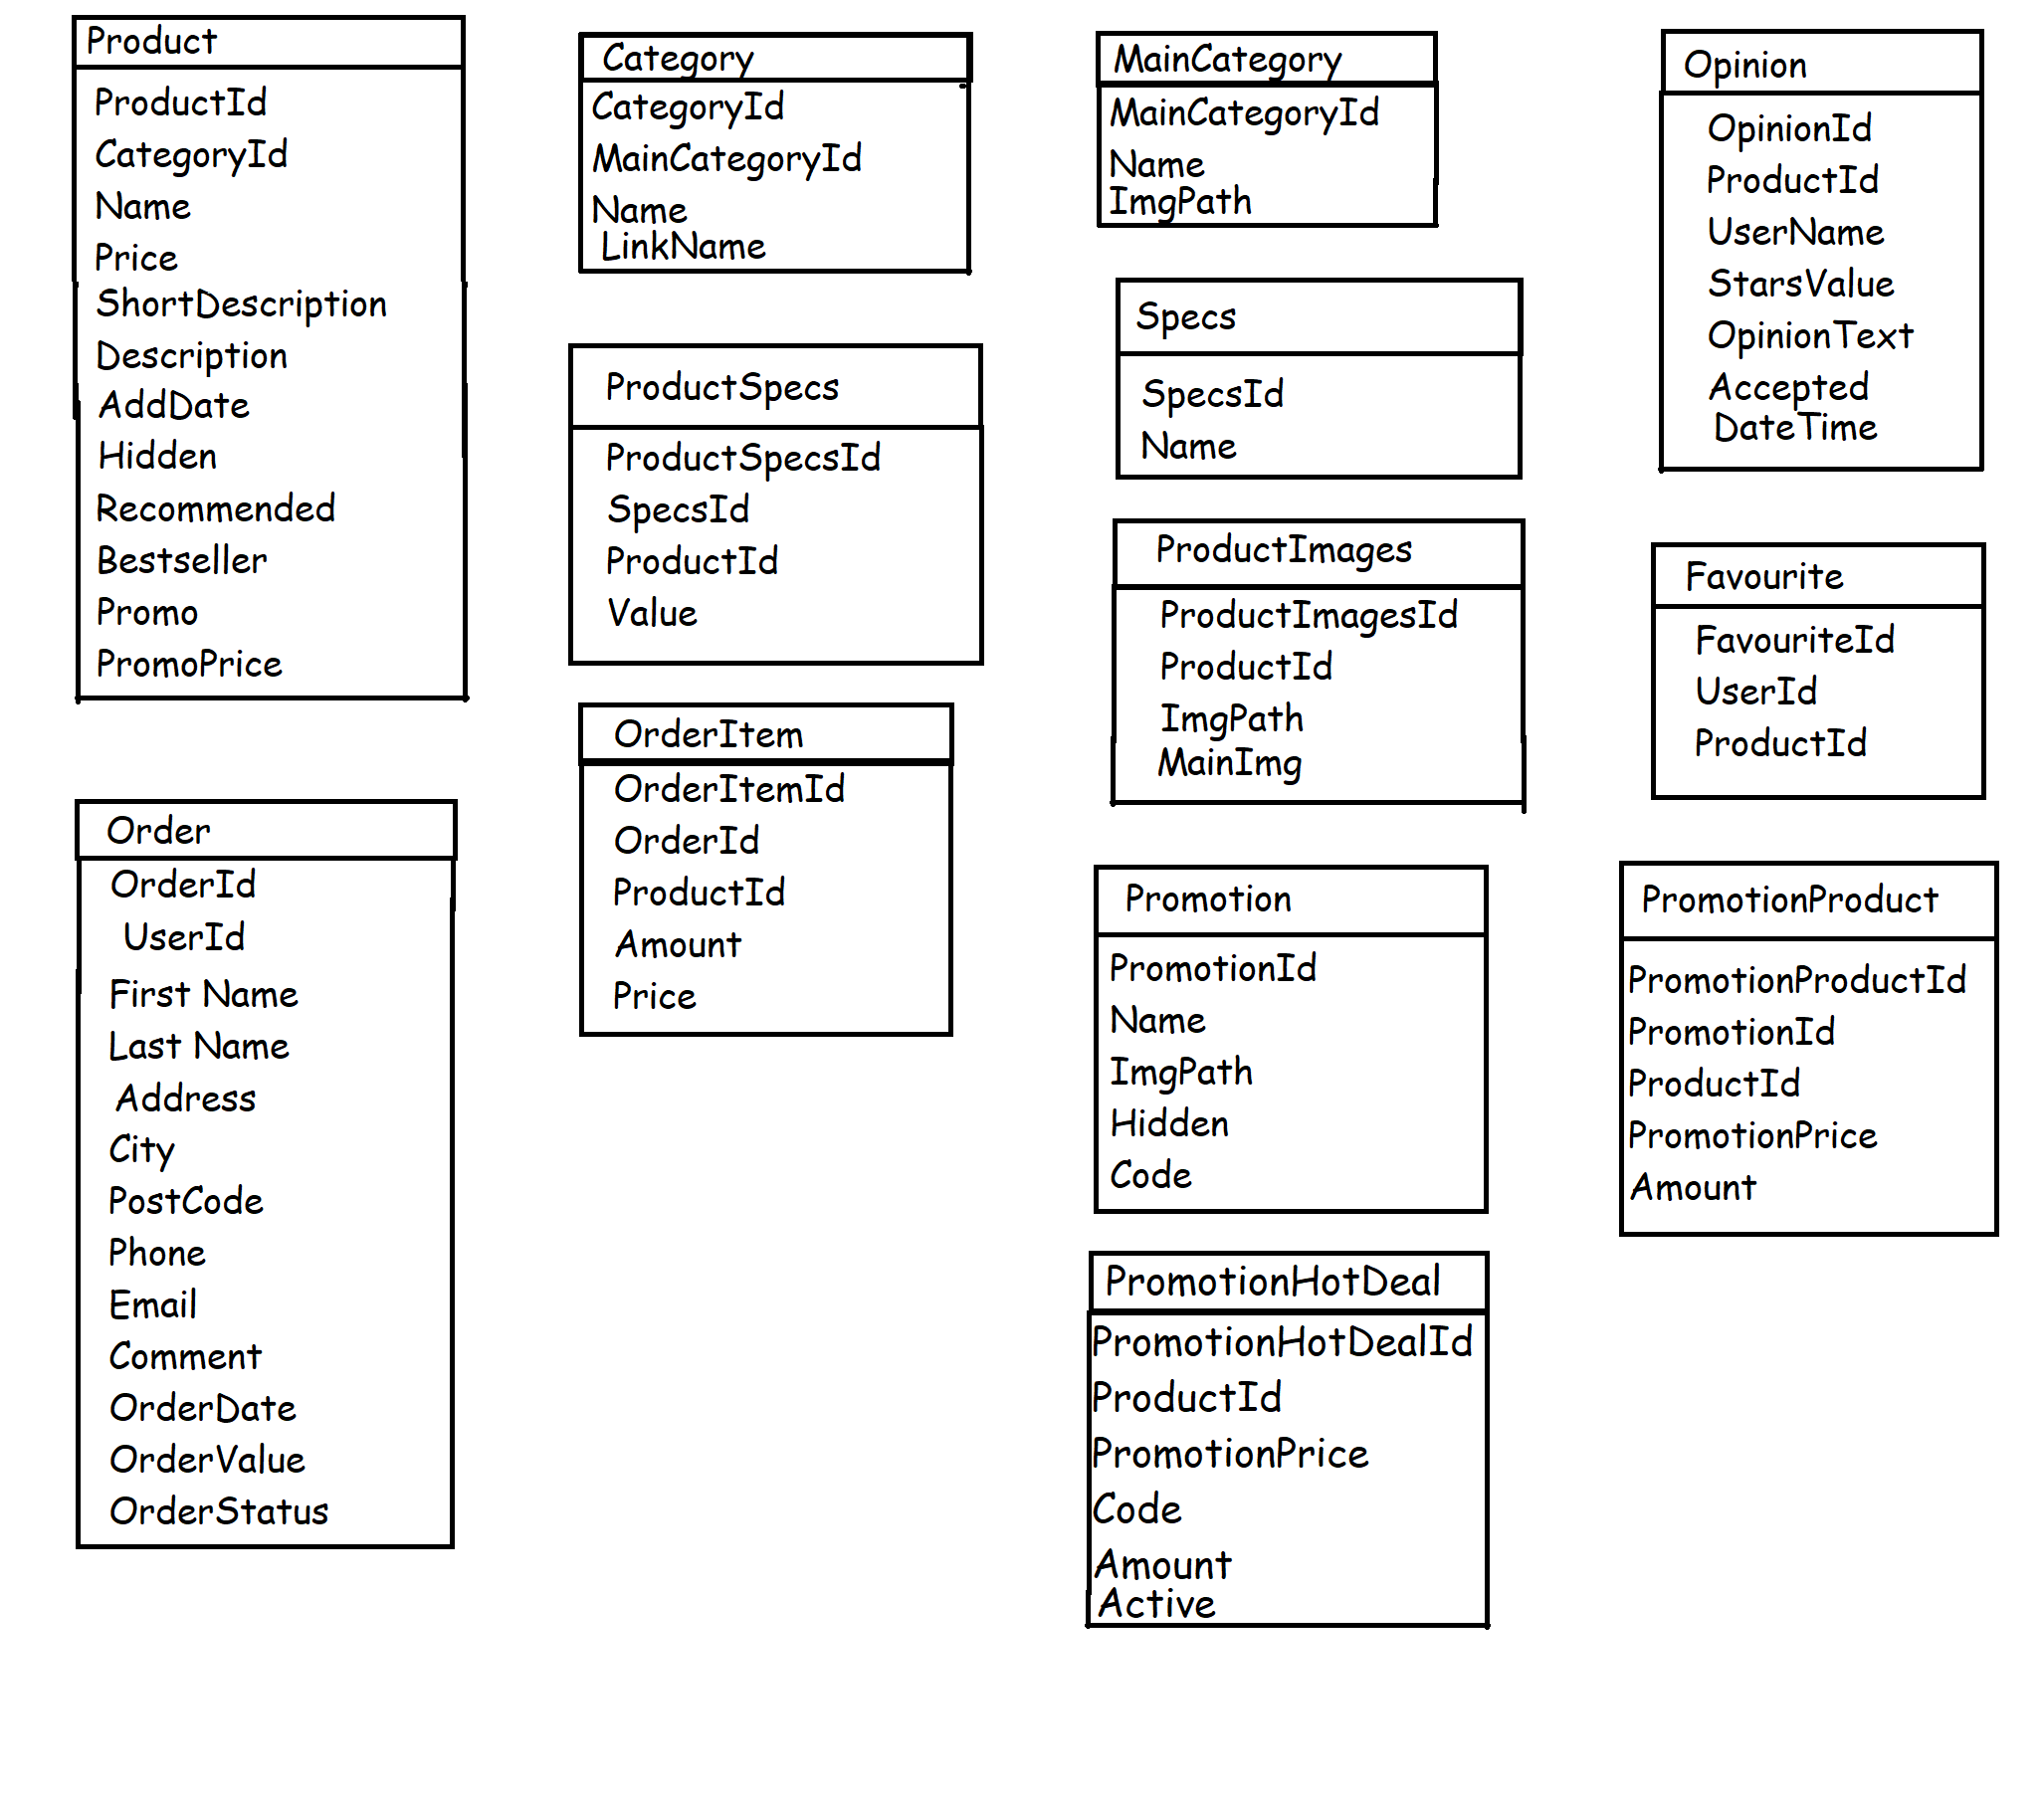 Product
ProductId
CategoryId
Name
Price
ShortDescription
Description
AddDate
Hidden
Recommended
Bestseller
Promo
PromoPrice
Category
CategoryId
MainCategoryId
Name
LinkName
MainCategory
MainCategoryId
Name
ImgPath
Opinion
OpinionId
ProductId
UserName
StarsValue
OpinionText
Accepted
DateTime
ProductSpecs
ProductSpecsId
SpecsId
ProductId
Value
Specs
SpecsId
Name
ProductImages
ProductImagesId
ProductId
ImgPath
MainImg
Favourite
FavouriteId
UserId
ProductId
Order
OrderId
UserId
First Name
Last Name
Address
City
PostCode
Phone
Email
Comment
OrderDate
OrderValue
OrderStatus
OrderItem
OrderItemId
OrderId
ProductId
Amount
Price
Promotion
PromotionId
Name
ImgPath
Hidden
Code
PromotionProduct
PromotionProductId
PromotionId
ProductId
PromotionPrice
Amount
PromotionHotDeal
PromotionHotDealId
ProductId
PromotionPrice
Code
Amount
Active